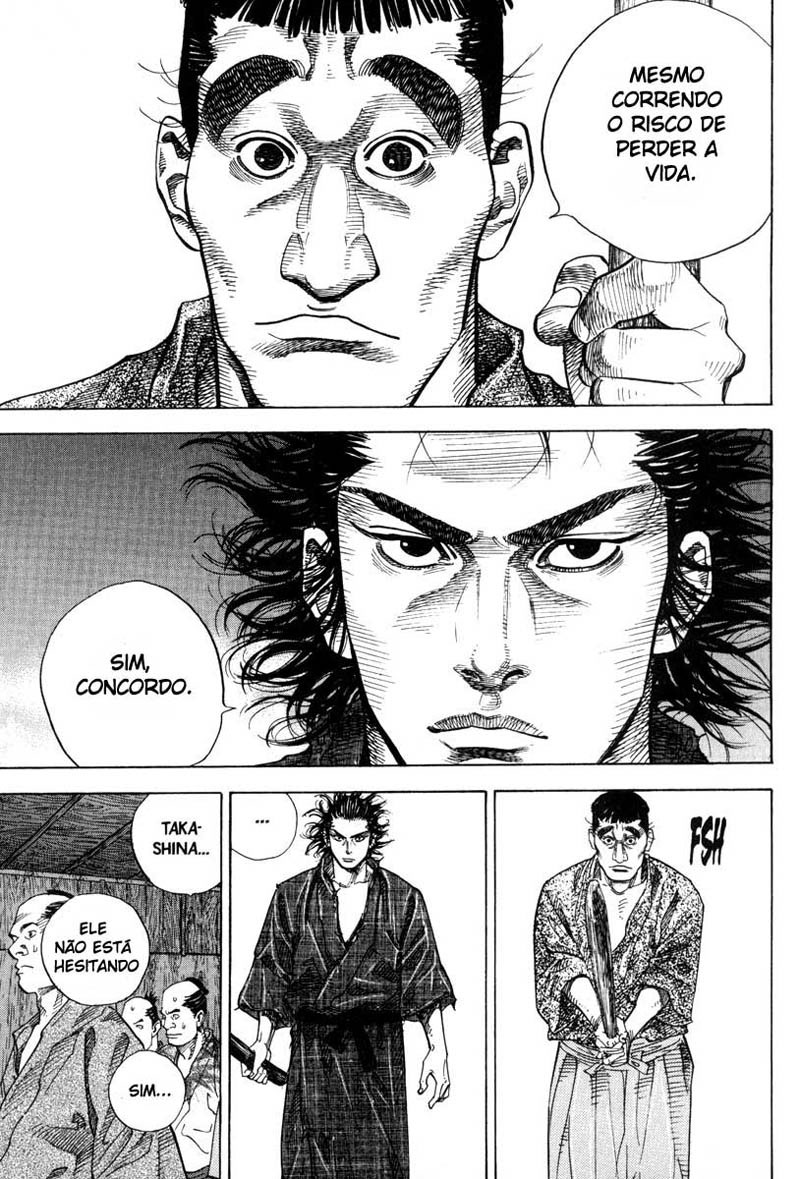 MESMO
CORRENDO
O RISCO DE
PERDER A
VIDA.
SIM,
CONCORDO.
FSH
...
TAKA-
SHINA...
ELE
NÃO ESTÁ
HESITANDO
SIM...